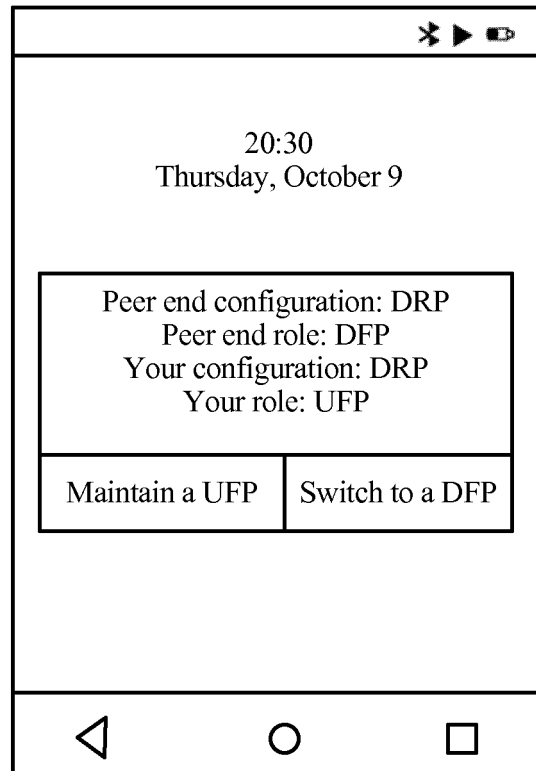 20:30
Thursday, October 9
Peer end configuration: DRP
Peer end role: DFP
Your configuration: DRP
Your role: UFP
Maintain a UFP
Switch to a DFP